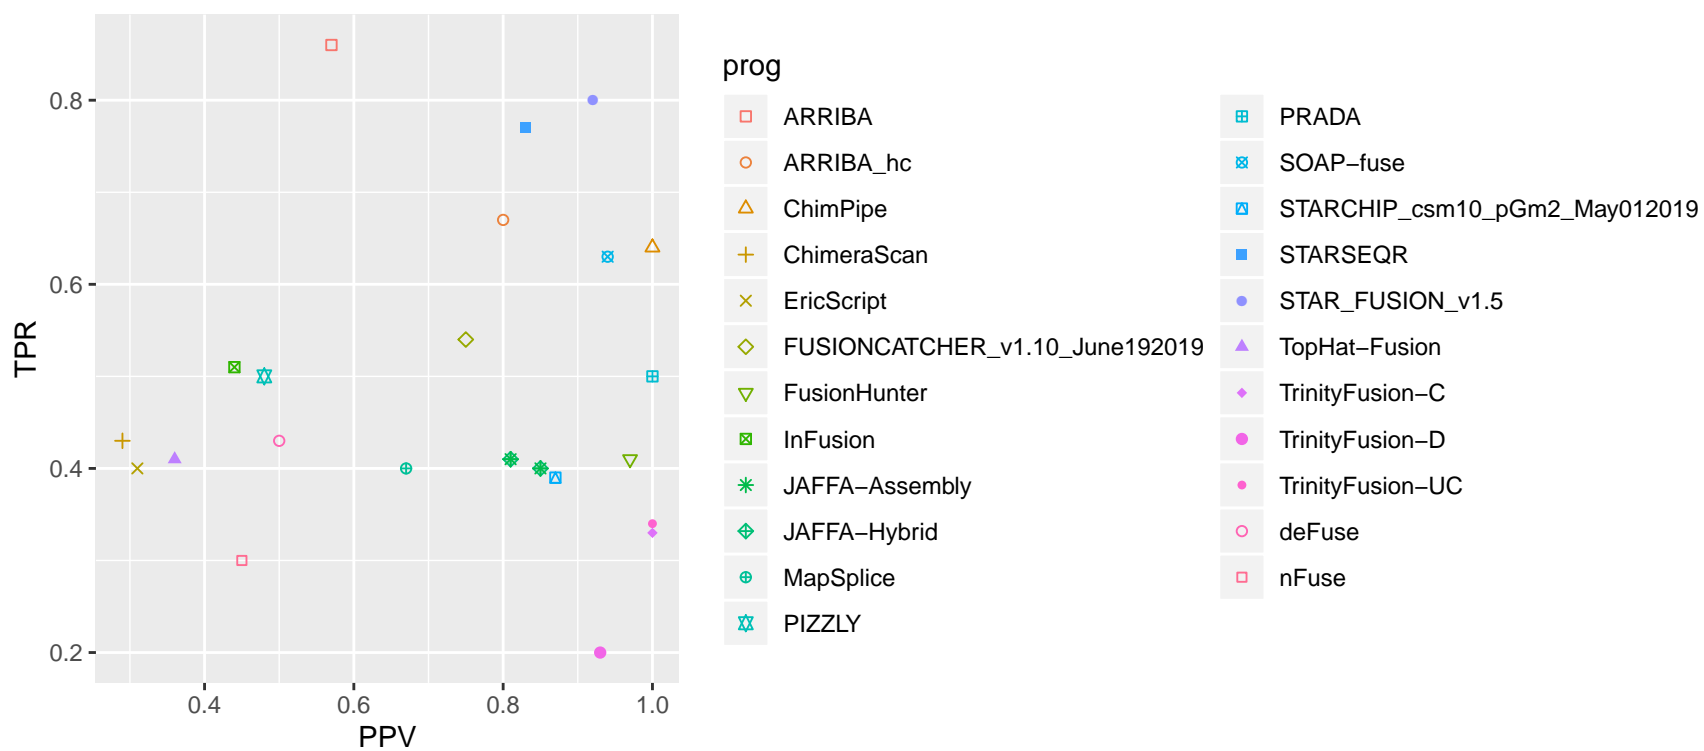 prog
ARRIBA
ARRIBA_hc
ChimPipe
ChimeraScan
EricScript
FUSIONCATCHER_v1.10_June192019
FusionHunter
InFusion
JAFFA−Assembly
JAFFA−Hybrid
MapSplice
PIZZLY
PRADA
SOAP−fuse
STARCHIP_csm10_pGm2_May012019
STARSEQR
STAR_FUSION_v1.5
TopHat−Fusion
TrinityFusion−C
TrinityFusion−D
TrinityFusion−UC
deFuse
nFuse
TPR
0.8
0.6
0.4
0.2
0.4
0.6
0.8
1.0
PPV